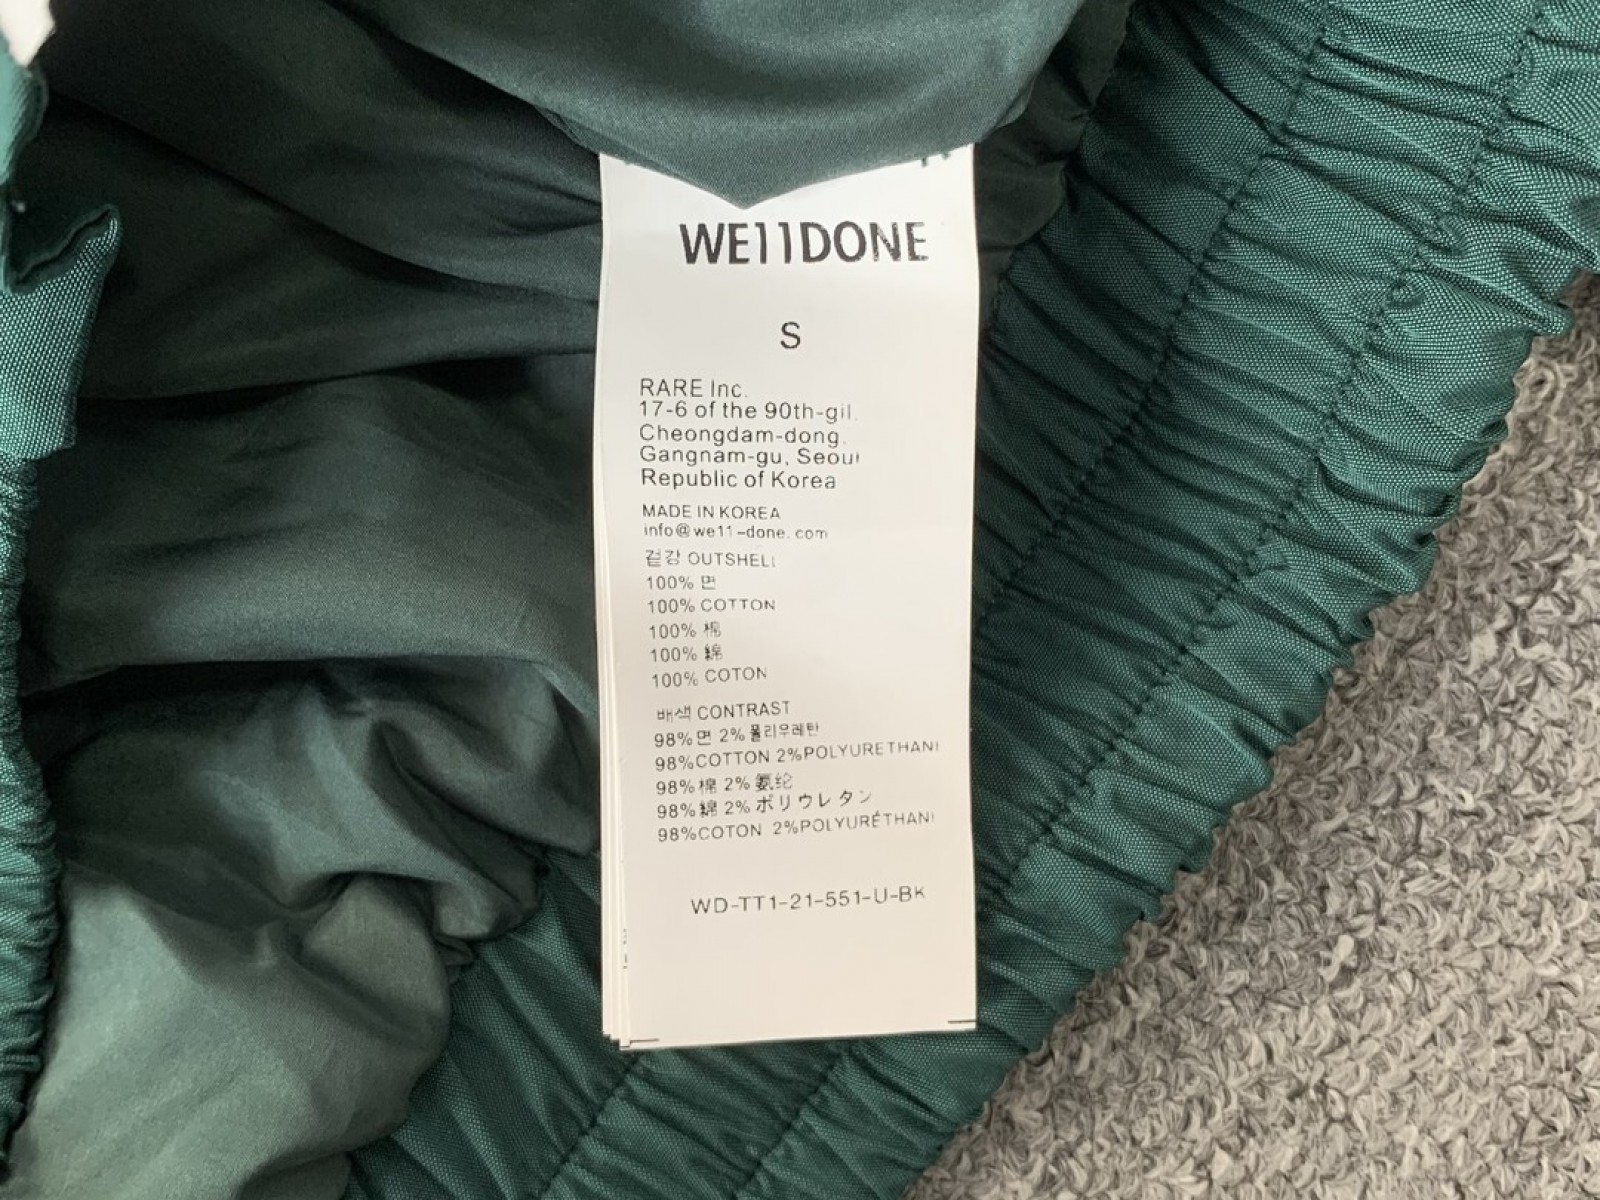 WE11DONE
S
RARE Inc.
17-6 of the 90th-gil.
Cheongdam-dong.
Gangnam-gu, Seoul
Republic of Korea
MADE IN KOREA
info@we11-done.com
겉감 OUTSHELL
100% 면
100% COTTON
100% 棉
100% 綿
100% COTON
배색 CONTRAST
98%면 2%폴리우레탄
98%COTTON 2%POLYURETHAN
98%棉 2%氨纶
98%綿 2%ポリウレタン
98%COTON 2%POLYURÉTHAN
WD-TT1-21-551-U-BK